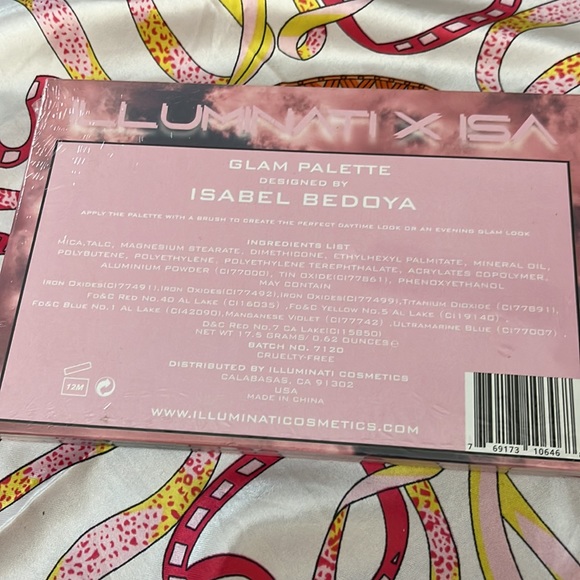 ILLUMINATI X ISA
GLAM PALETTE
DESIGNED BY
ISABEL BEDOYA
APPLY THE PALETTE WITH A BRUSH TO CREATE THE PERFECT DAYTIME LOOK OR AN EVENING GLAM LOOK
INGREDIENTS LIST
MICA,TALC, MAGNESIUM STEARATE, DIMETHICONE, ETHYLHEXYL PALMITATE, MINERAL OIL,
POLYBUTENE, POLYETHYLENE, POLYETHYLENE TEREPHTHALATE, ACRYLATES COPOLYMER,
ALUMINIUM POWDER (CI77000), TIN OXIDE(CI77861), PHENOXYETHANOL
MAY CONTAIN
IRON OXIDES(CI77491),IRON OXIDES(CI77492),IRON OXIDES(CI77499),TITANIUM DIOXIDE (CI77891),
FD&C RED NO.40 AL LAKE (CI16035) ,FD&C YELLOW NO.5 AL LAKE (CI19140) ,
FD&C BLUE NO.1 AL LAKE (CI42090),MANGANESE VIOLET (CI77742) ,ULTRAMARINE BLUE (CI77007)
D&C RED NO.7 CA LAKE(CI15850)
NET WT. 17.5 GRAMS/ 0.62 OUNCES℮
BATCH NO. 7120
CRUELTY-FREE
DISTRIBUTED BY ILLUMINATI COSMETICS
CALABASAS, CA 91302
USA
MADE IN CHINA
WWW.ILLUMINATICOSMETICS.COM
12M
7 69173 10646